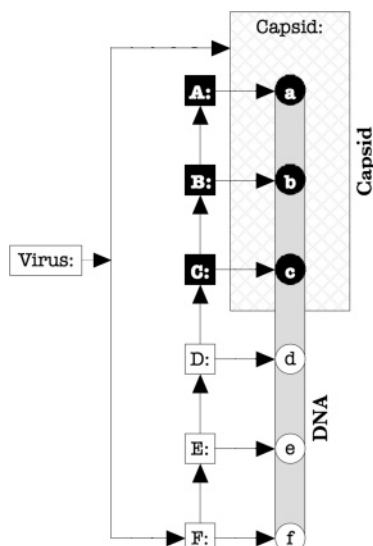 Capsid:
A: a
Capsid
B: b
Virus: C: c
D: d
DNA
E: e
F: f